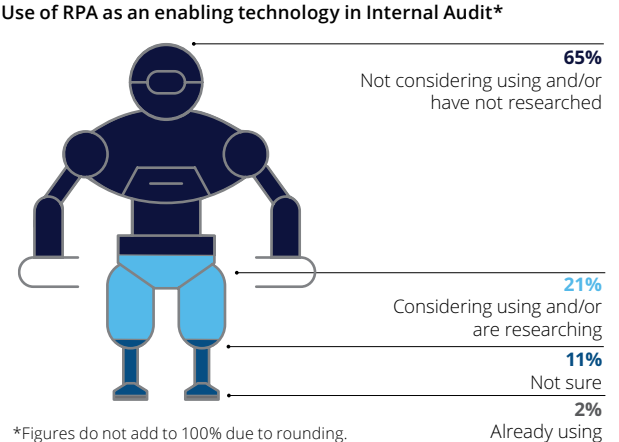 Use of RPA as an enabling technology in Internal Audit*
65%
Not considering using and/or
have not researched
21%
Considering using and/or
are researching
11%
Not sure
2%
Already using
*Figures do not add to 100% due to rounding.